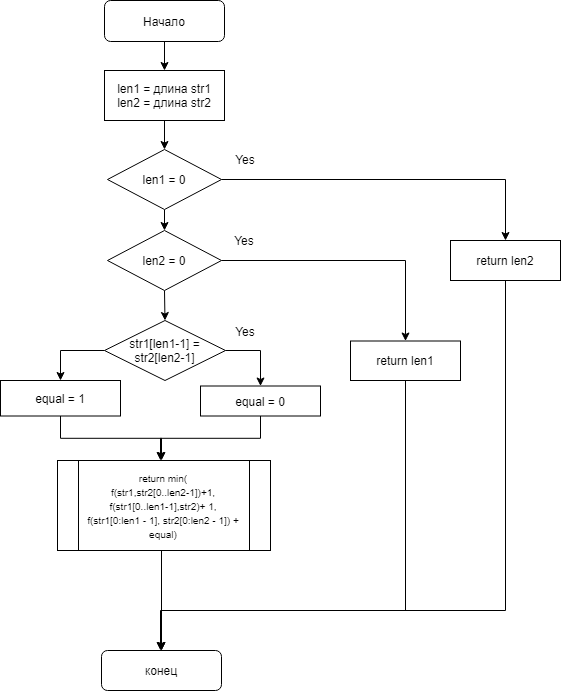 Начало
len1 = длина str1
len2 = длина str2
Yes
len1 = 0
Yes
len2 = 0
return len2
Yes
str1[len1-1] =
str2[len2-1]
return len1
equal = 1
equal = 0
return min(
f(str1,str2[0..len2-1])+1,
f(str1[0..len1-1],str2)+ 1,
f(str1[0:len1 - 1], str2[0:len2 - 1]) +
equal)
конец